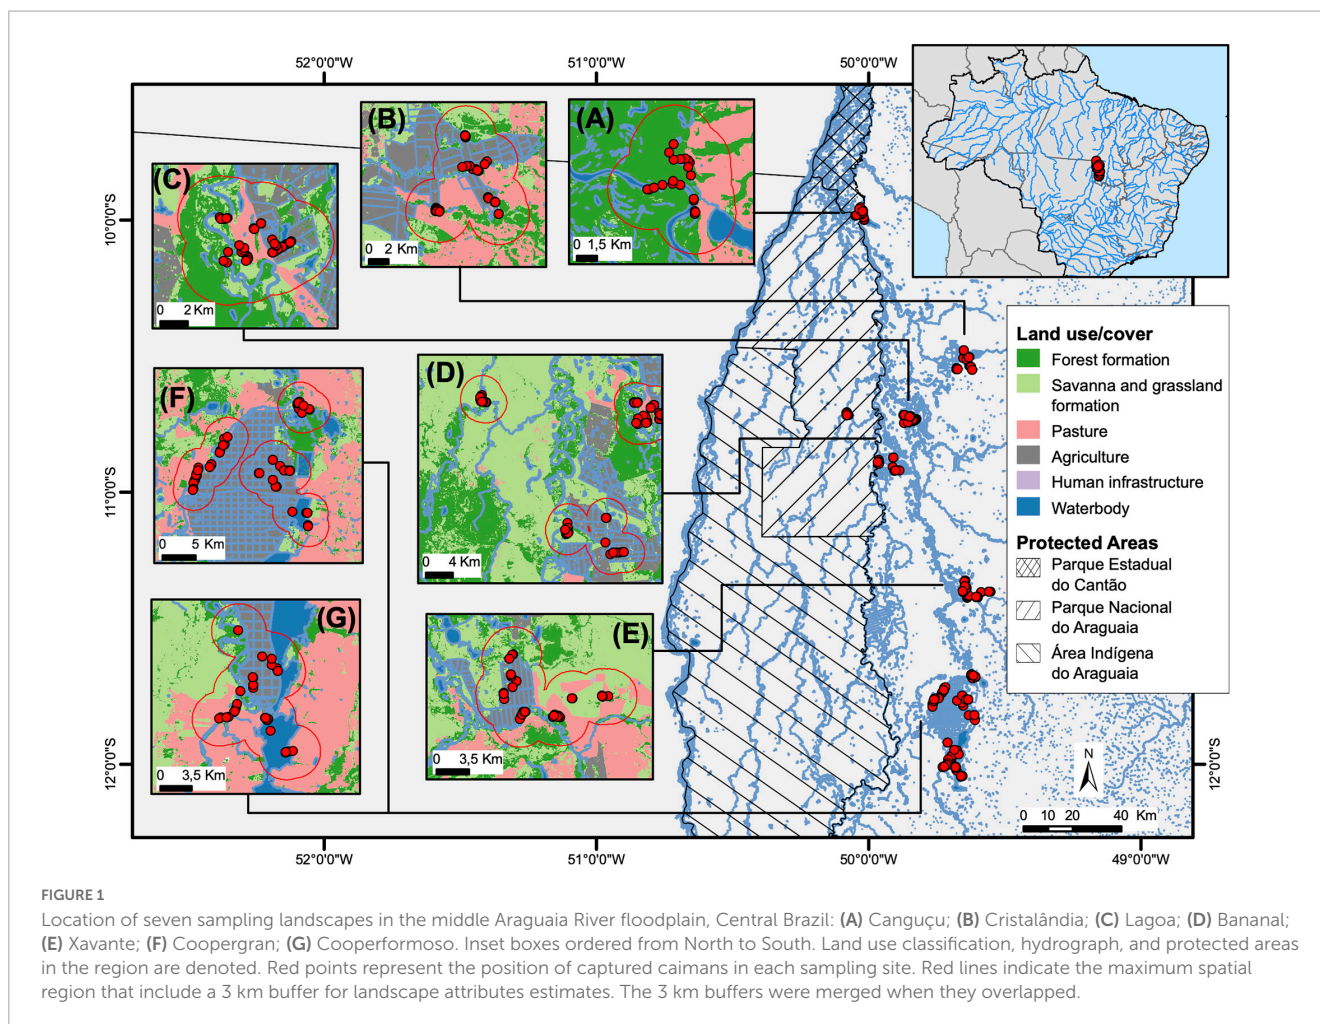 52°0'0"W
51°0'0"W
50°0'0"W
(A)
0 1,5 Km
(B)
0 2 Km
(C)
0 2 Km
10°0'0"S
10°0'0"S
(D)
0 4 Km
(F)
0 5 Km
11°0'0"S
(G)
0 3,5 Km
(E)
0 3,5 Km
12°0'0"S
12°0'0"S
Land use/cover
Forest formation
Savanna and grassland
formation
Pasture
Agriculture
Human infrastructure
Waterbody
Protected Areas
Parque Estadual
do Cantão
Parque Nacional
do Araguaia
Área Indígena
do Araguaia
N
0 10 20 40 Km
52°0'0"W
51°0'0"W
50°0'0"W
49°0'0"W
FIGURE 1
Location of seven sampling landscapes in the middle Araguaia River floodplain, Central Brazil: (A) Canguçu; (B) Cristalândia; (C) Lagoa; (D) Bananal;
(E) Xavante; (F) Coopergran; (G) Cooperformoso. Inset boxes ordered from North to South. Land use classification, hydrograph, and protected areas
in the region are denoted. Red points represent the position of captured caimans in each sampling site. Red lines indicate the maximum spatial
region that include a 3 km buffer for landscape attributes estimates. The 3 km buffers were merged when they overlapped.